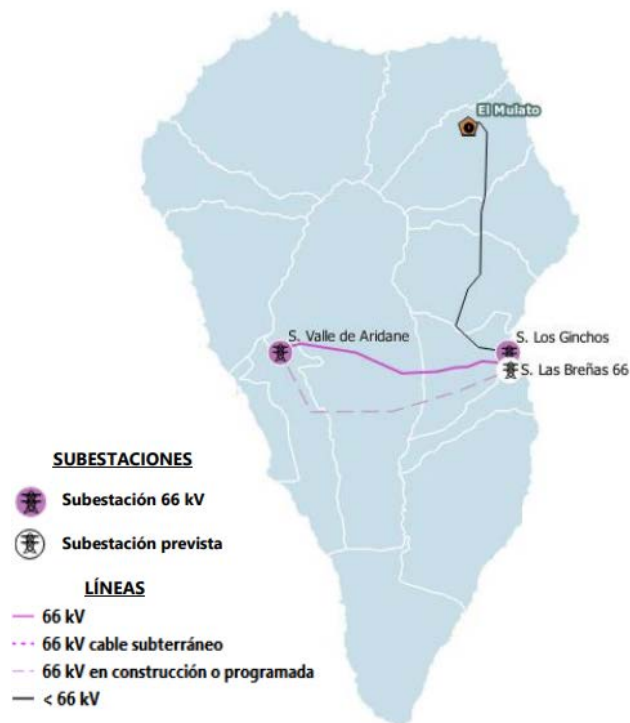 El Mulato
S. Valle de Aridane
S. Los Ginchos
S. Las Breñas 66
SUBESTACIONES
Subestación 66 kV
Subestación prevista
LÍNEAS
66 kV
66 kV cable subterráneo
66 kV en construcción o programada
< 66 kV